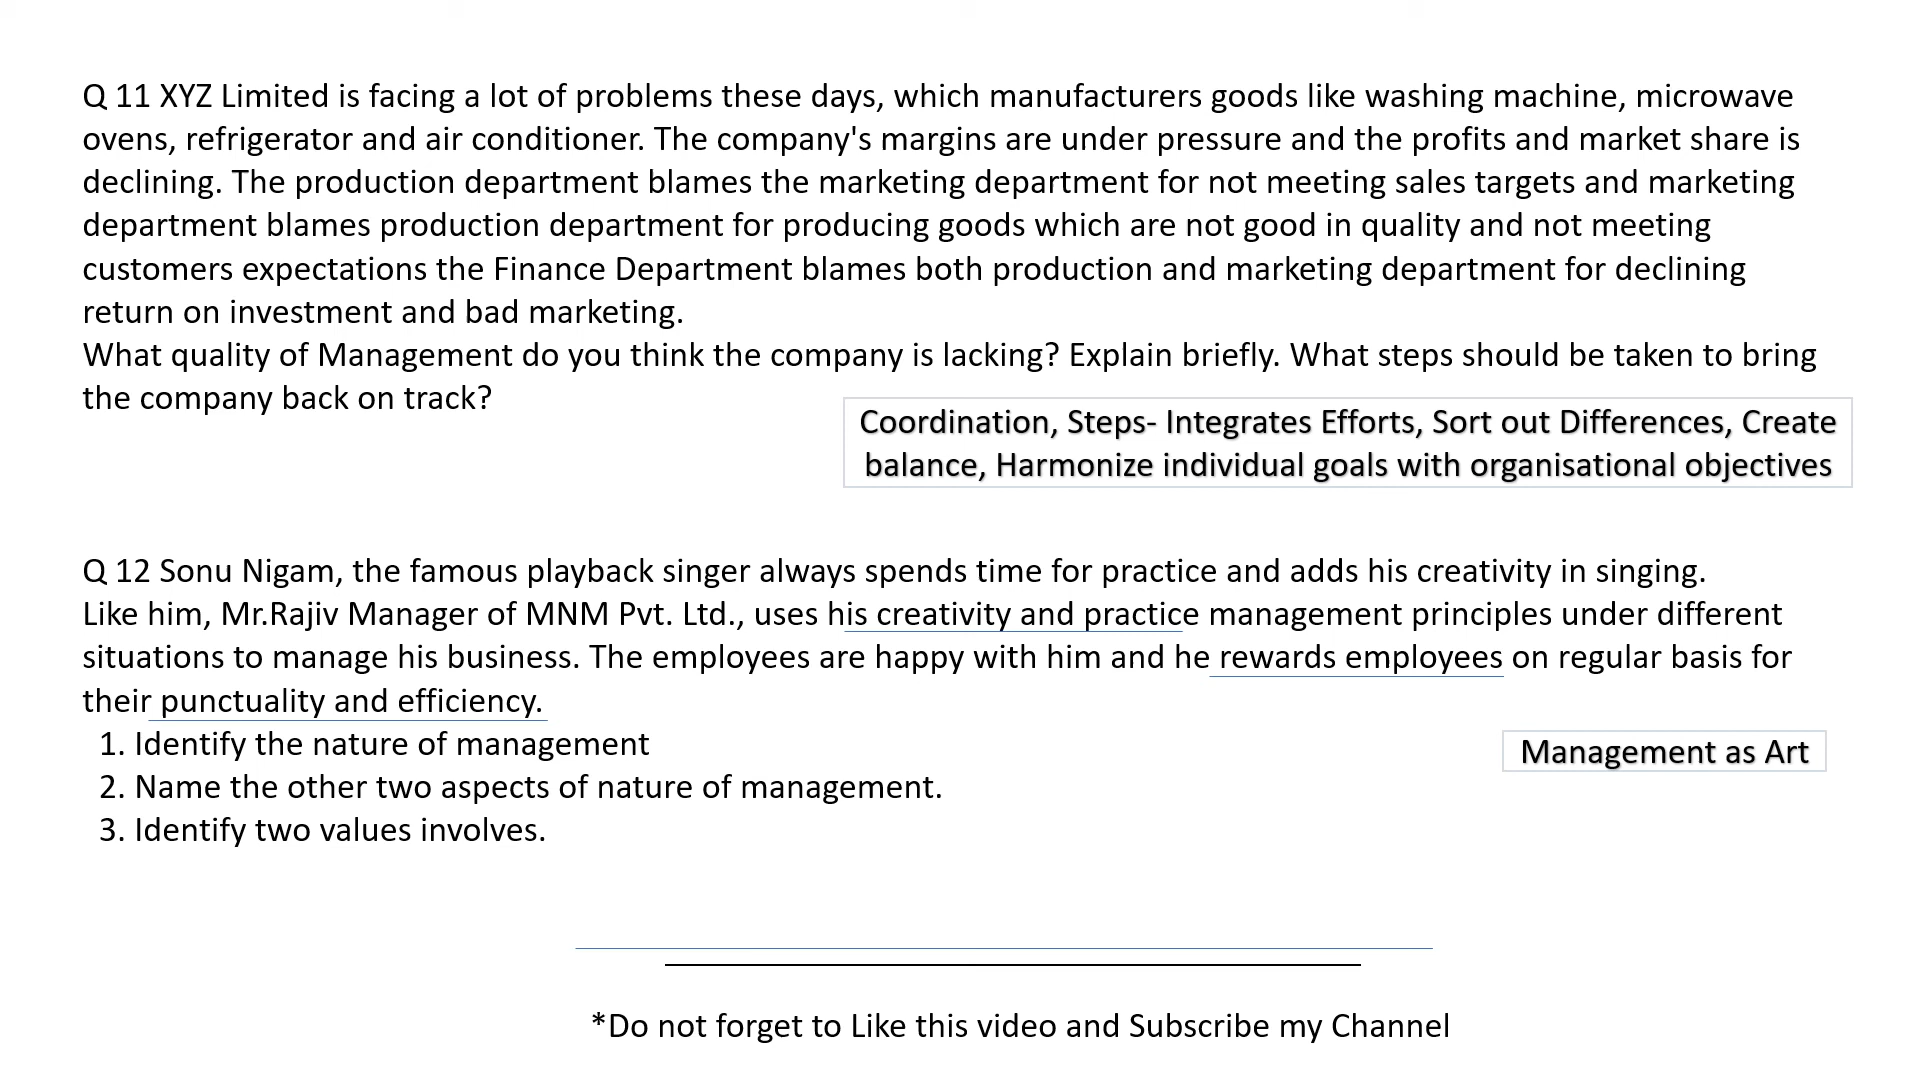 Q 11 XYZ Limited is facing a lot of problems these days, which manufacturers goods like washing machine, microwave
ovens, refrigerator and air conditioner. The company's margins are under pressure and the profits and market share is
declining. The production department blames the marketing department for not meeting sales targets and marketing
department blames production department for producing goods which are not good in quality and not meeting
customers expectations the Finance Department blames both production and marketing department for declining
return on investment and bad marketing.
What quality of Management do you think the company is lacking? Explain briefly. What steps should be taken to bring
the company back on track?
Coordination, Steps- Integrates Efforts, Sort out Differences, Create
balance, Harmonize individual goals with organisational objectives
Q 12 Sonu Nigam, the famous playback singer always spends time for practice and adds his creativity in singing.
Like him, Mr.Rajiv Manager of MNM Pvt. Ltd., uses his creativity and practice management principles under different
situations to manage his business. The employees are happy with him and he rewards employees on regular basis for
their punctuality and efficiency.
1. Identify the nature of management
Management as Art
2. Name the other two aspects of nature of management.
3. Identify two values involves.
*Do not forget to Like this video and Subscribe my Channel